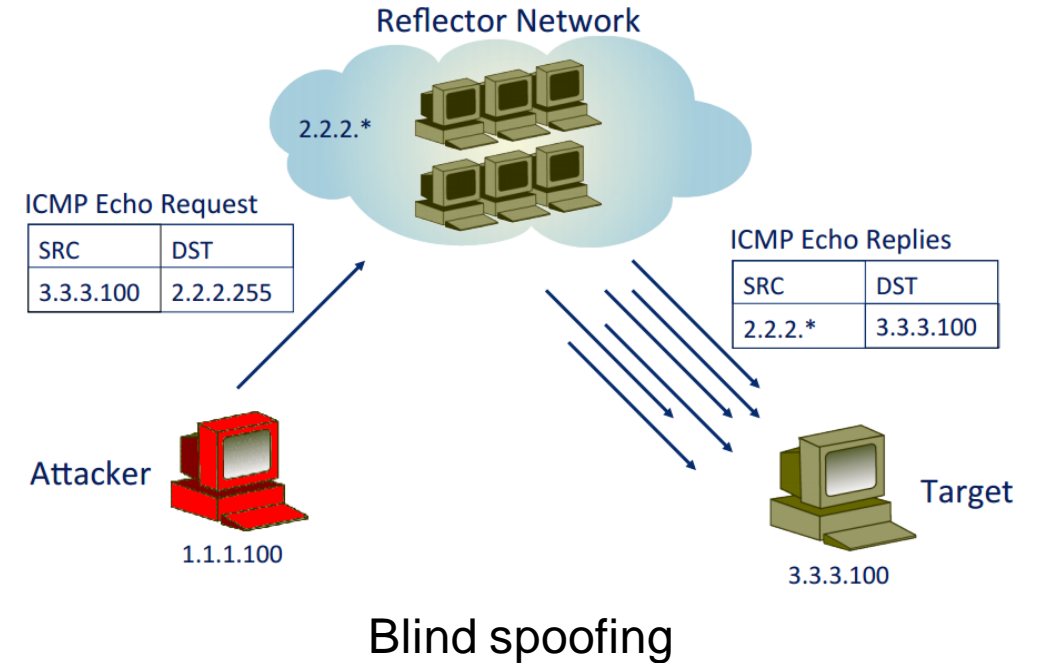 Reflector Network
2.2.2.*
ICMP Echo Request
SRC DST
3.3.3.100 2.2.2.255
ICMP Echo Replies
SRC DST
2.2.2.* 3.3.3.100
Attacker
1.1.1.100
Target
3.3.3.100
Blind spoofing